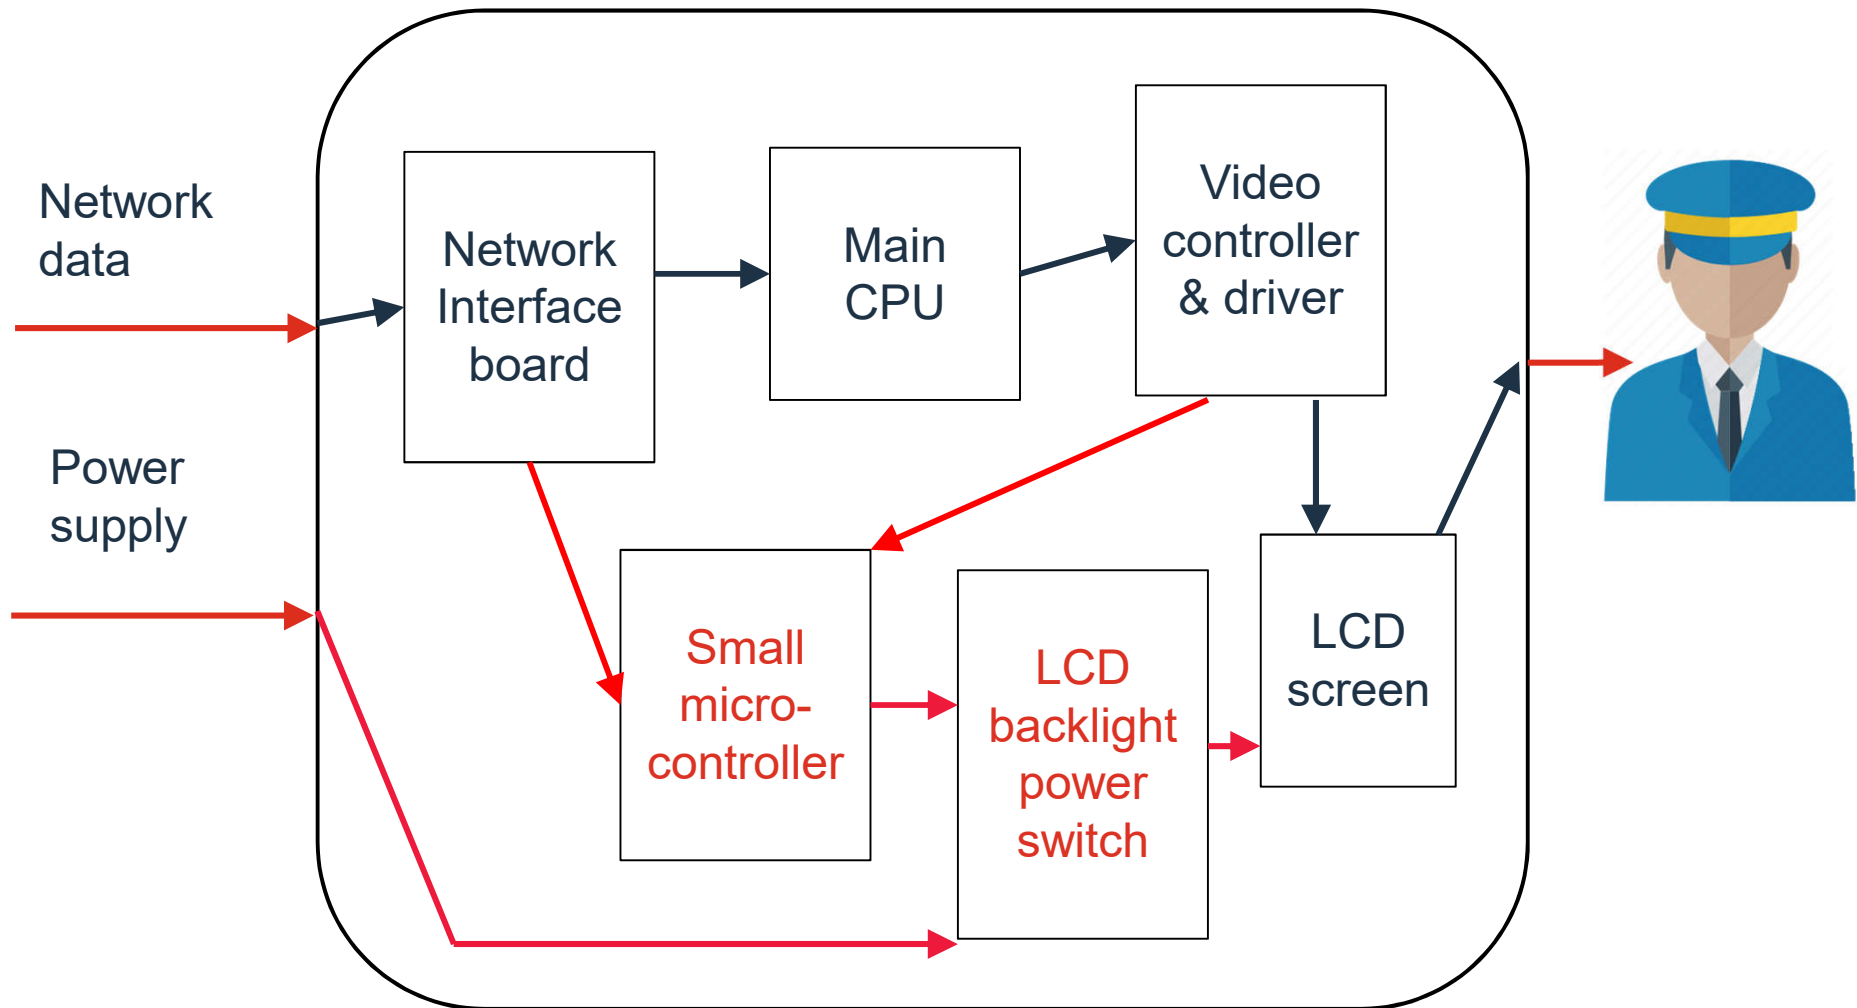 Network
data
Network
Interface
board
Main
CPU
Video
controller
& driver
Power
supply
Small
micro-
controller
LCD
backlight
power
switch
LCD
screen